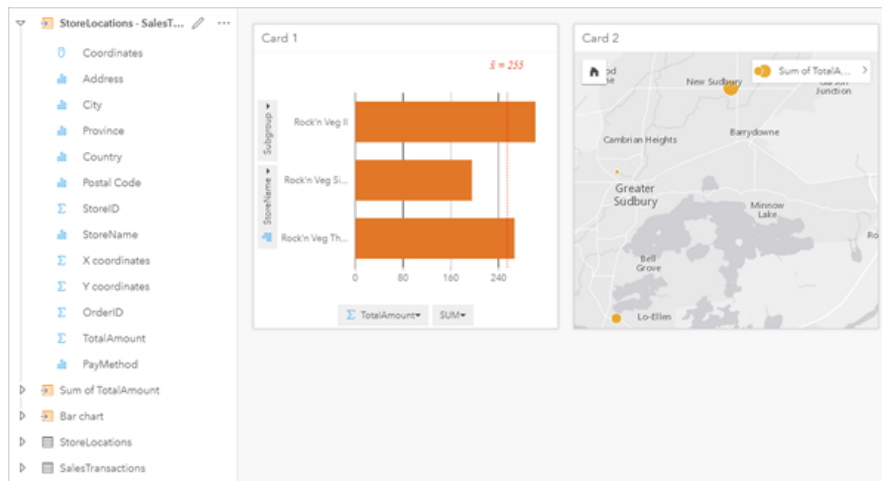 StoreLocations - SalesT...
Coordinates
Address
City
Province
Country
Postal Code
StoreID
StoreName
X coordinates
Y coordinates
OrderID
TotalAmount
PayMethod
Sum of TotalAmount
Bar chart
StoreLocations
SalesTransactions
Card 1
x̄ = 255
Subgroup
StoreName
Rock'n Veg II
Rock'n Veg Si...
Rock'n Veg Th...
0 80 160 240
TotalAmount SUM
Card 2
Sum of TotalA...
New Sudbury
Junction
Cambrian Heights
Barrydowne
Greater
Sudbury
Minnow
Lake
Ro
Bell
Grove
Lo-Ellen